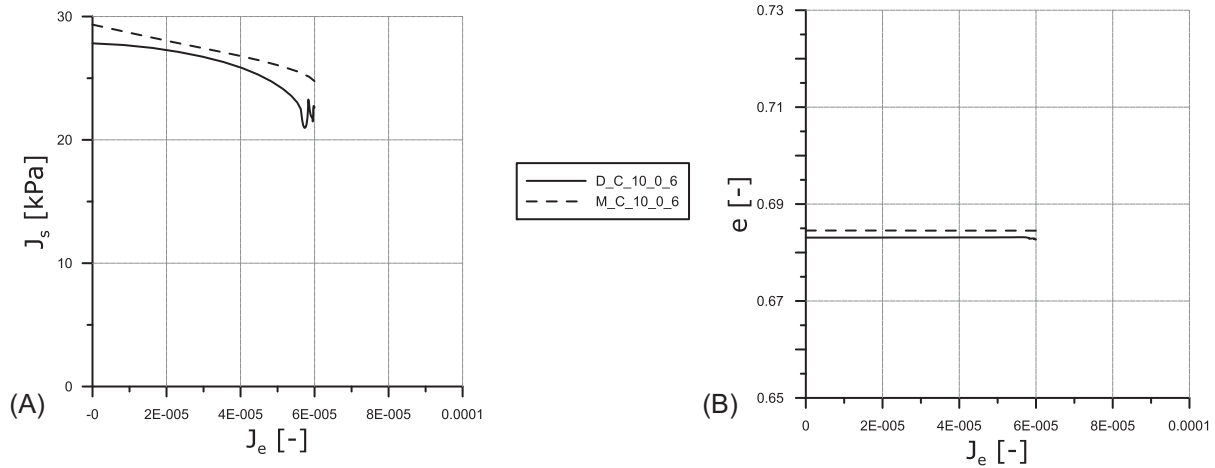 30
20
10
0
J_s [kPa]
-0 2E-005 4E-005 6E-005 8E-005 0.0001
J_e [-]
(A)
D_C_10_0_6
M_C_10_0_6
0.73
0.71
0.69
0.67
0.65
e [-]
0 2E-005 4E-005 6E-005 8E-005 0.0001
J_e [-]
(B)